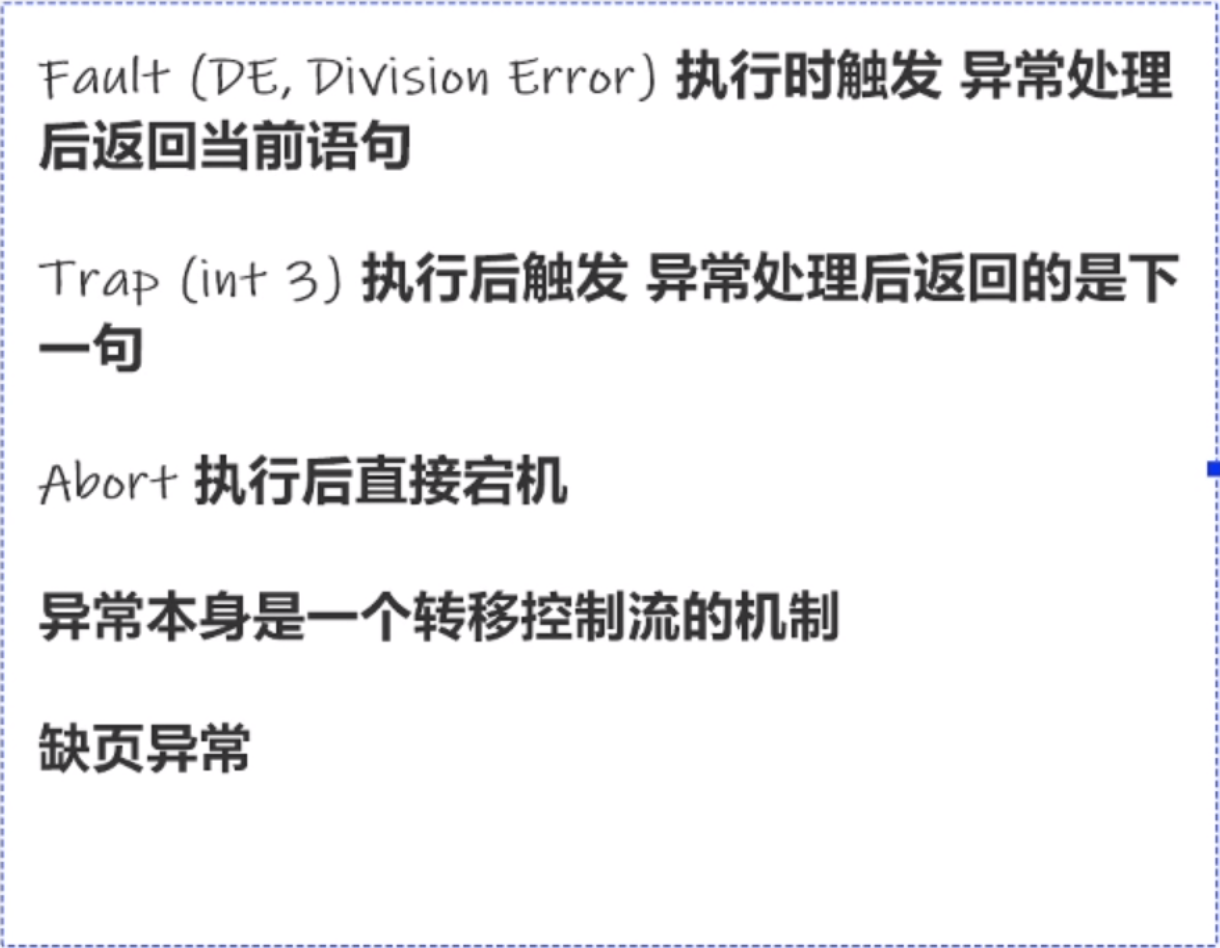 Fault (DE, Division Error) 执行时触发 异常处理
后返回当前语句
Trap (int 3) 执行后触发 异常处理后返回的是下
一句
Abort 执行后直接宕机
异常本身是一个转移控制流的机制
缺页异常